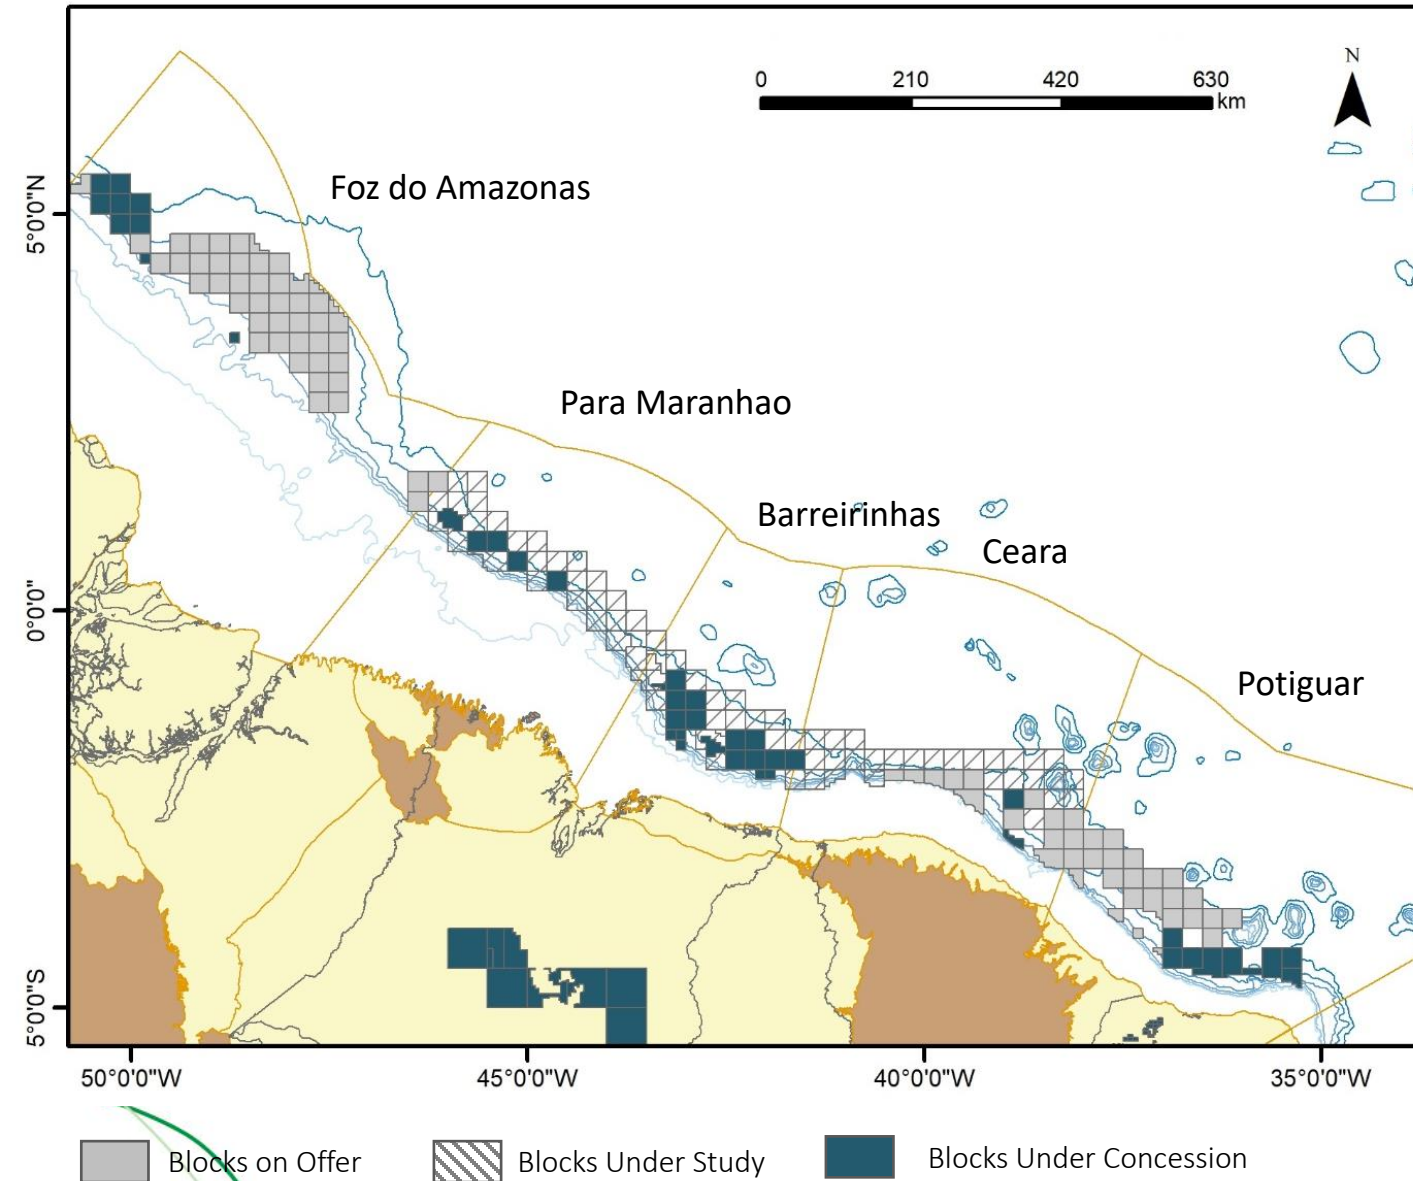 0 210 420 630 km
N
Foz do Amazonas
5°0'0"N
Para Maranhao
Barreirinhas
Ceara
0°0'0"
Potiguar
5°0'0"S
50°0'0"W 45°0'0"W 40°0'0"W 35°0'0"W
Blocks on Offer Blocks Under Study Blocks Under Concession